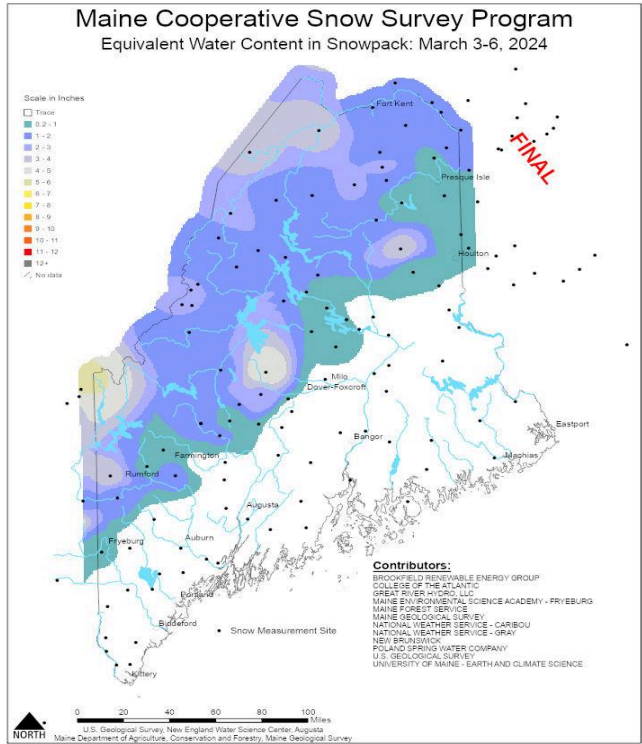 Maine Cooperative Snow Survey Program
Equivalent Water Content in Snowpack: March 3-6, 2024
Scale in Inches
Trace
0.2 - 1
1 - 2
2 - 3
3 - 4
4 - 5
5 - 6
6 - 7
7 - 8
8 - 9
9 - 10
10 - 11
11 - 12
12+
No data
FINAL
Fort Kent
Presque Isle
Houlton
Milo
Dover-Foxcroft
Eastport
Bangor
Machias
Farmington
Rumford
Augusta
Auburn
Fryeburg
Portland
Biddeford
Kittery
Snow Measurement Site
Contributors:
BROOKFIELD RENEWABLE ENERGY GROUP
COLLEGE OF THE ATLANTIC
GREAT RIVER HYDRO, LLC
MAINE ENVIRONMENTAL SCIENCE ACADEMY - FRYEBURG
MAINE FOREST SERVICE
MAINE GEOLOGICAL SURVEY
NATIONAL WEATHER SERVICE - CARIBOU
NATIONAL WEATHER SERVICE - GRAY
NEW BRUNSWICK
POLAND SPRING WATER COMPANY
U.S. GEOLOGICAL SURVEY
UNIVERSITY OF MAINE - EARTH AND CLIMATE SCIENCE
0 20 40 60 80 100
Miles
NORTH
U.S. Geological Survey, New England Water Science Center, Augusta
Maine Department of Agriculture, Conservation and Forestry, Maine Geological Survey